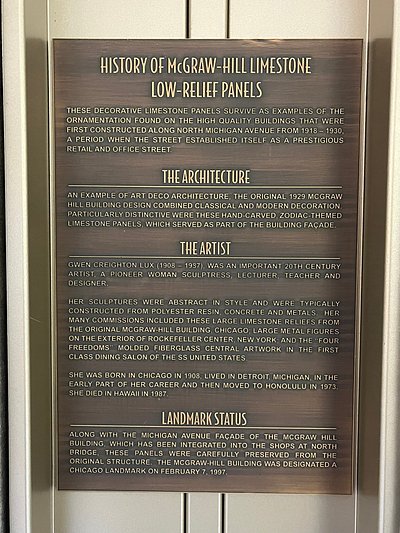 HISTORY OF McGRAW-HILL LIMESTONE
LOW-RELIEF PANELS
THESE DECORATIVE LIMESTONE PANELS SURVIVE AS EXAMPLES OF THE
ORNAMENTATION FOUND ON THE HIGH QUALITY BUILDINGS THAT WERE
FIRST CONSTRUCTED ALONG NORTH MICHIGAN AVENUE FROM 1918 – 1930,
A PERIOD WHEN THE STREET ESTABLISHED ITSELF AS A PRESTIGIOUS
RETAIL AND OFFICE STREET.
THE ARCHITECTURE
AN EXAMPLE OF ART DECO ARCHITECTURE, THE ORIGINAL 1929 MCGRAW
HILL BUILDING DESIGN COMBINED CLASSICAL AND MODERN DECORATION.
PARTICULARLY DISTINCTIVE WERE THESE HAND-CARVED, ZODIAC-THEMED
LIMESTONE PANELS, WHICH SERVED AS PART OF THE BUILDING FAÇADE.
THE ARTIST
GWEN CREIGHTON LUX (1908 – 1987), WAS AN IMPORTANT 20TH CENTURY
ARTIST, A PIONEER WOMAN SCULPTRESS, LECTURER, TEACHER AND
DESIGNER.
HER SCULPTURES WERE ABSTRACT IN STYLE AND WERE TYPICALLY
CONSTRUCTED FROM POLYESTER RESIN, CONCRETE AND METALS. HER
MANY COMMISSIONS INCLUDED THESE LARGE LIMESTONE RELIEFS FROM
THE ORIGINAL MCGRAW-HILL BUILDING, CHICAGO; LARGE METAL FIGURES
ON THE EXTERIOR OF ROCKEFELLER CENTER, NEW YORK; AND THE "FOUR
FREEDOMS" MOLDED FIBERGLASS CENTRAL ARTWORK IN THE FIRST
CLASS DINING SALON OF THE SS UNITED STATES.
SHE WAS BORN IN CHICAGO IN 1908, LIVED IN DETROIT, MICHIGAN, IN THE
EARLY PART OF HER CAREER AND THEN MOVED TO HONOLULU IN 1973.
SHE DIED IN HAWAII IN 1987.
LANDMARK STATUS
ALONG WITH THE MICHIGAN AVENUE FAÇADE OF THE MCGRAW HILL
BUILDING, WHICH HAS BEEN INTEGRATED INTO THE SHOPS AT NORTH
BRIDGE, THESE PANELS WERE CAREFULLY PRESERVED FROM THE
ORIGINAL STRUCTURE. THE MCGRAW-HILL BUILDING WAS DESIGNATED A
CHICAGO LANDMARK ON FEBRUARY 7, 1997.